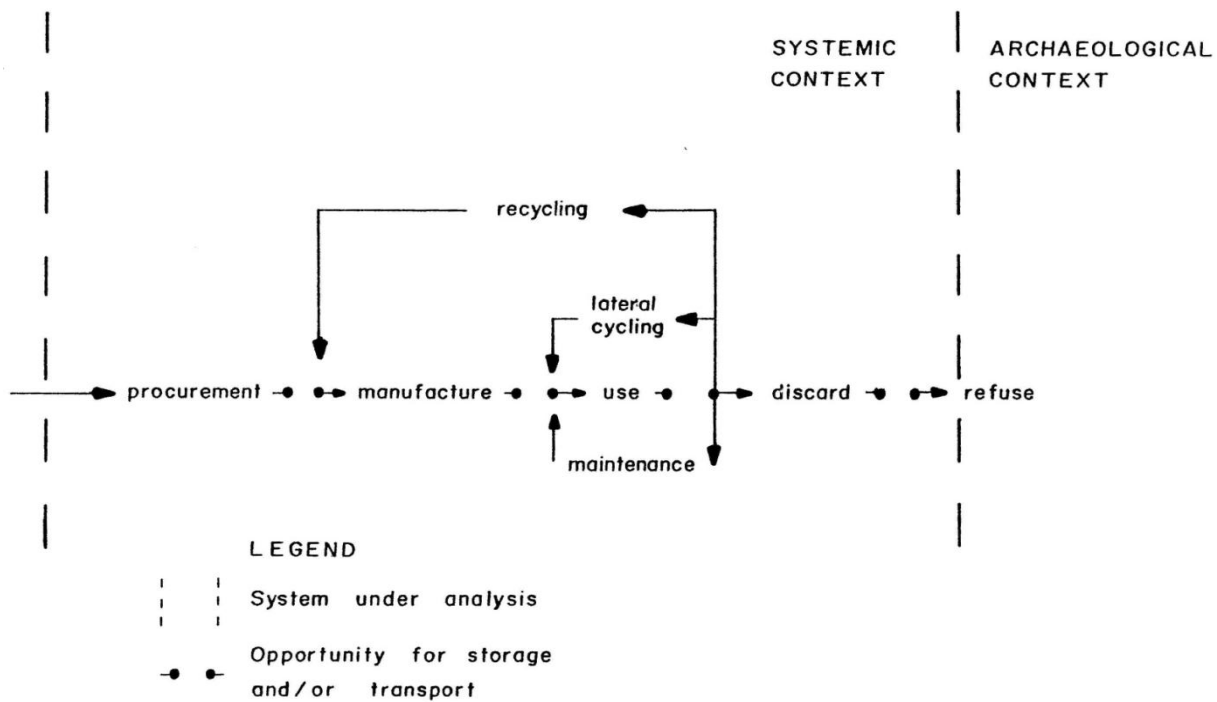 SYSTEMIC
CONTEXT
ARCHAEOLOGICAL
CONTEXT
recycling
lateral
cycling
procurement
manufacture
use
discard
refuse
maintenance
LEGEND
System under analysis
Opportunity for storage
and/or transport